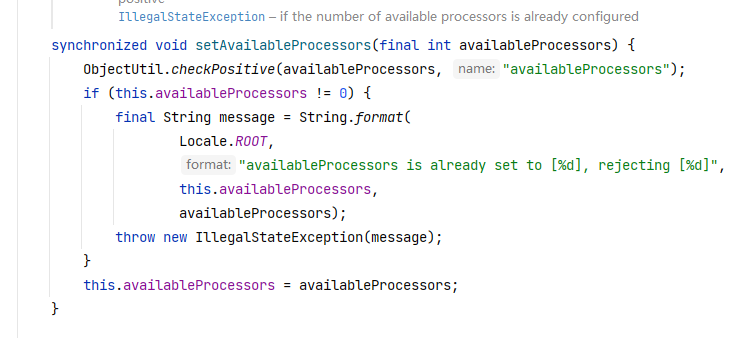 positive
IllegalStateException – if the number of available processors is already configured
synchronized void setAvailableProcessors(final int availableProcessors) {
ObjectUtil.checkPositive(availableProcessors, name: "availableProcessors");
if (this.availableProcessors != 0) {
final String message = String.format(
Locale.ROOT,
format: "availableProcessors is already set to [%d], rejecting [%d]",
this.availableProcessors,
availableProcessors);
throw new IllegalStateException(message);
}
this.availableProcessors = availableProcessors;
}